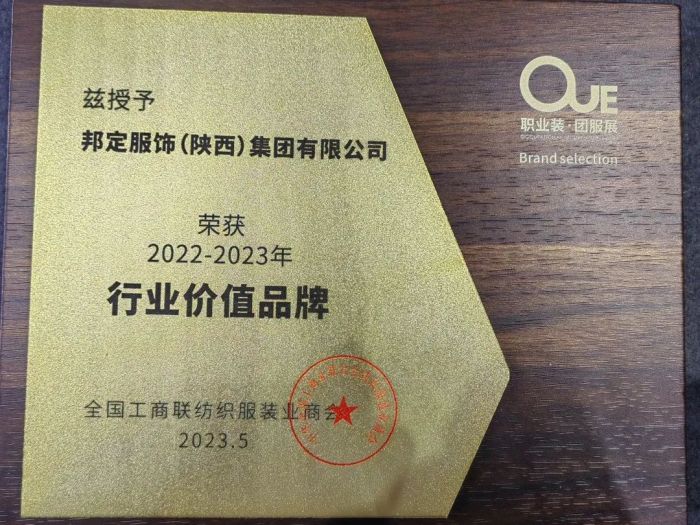 兹授予
邦定服饰(陕西)集团有限公司
荣获
2022-2023年
行业价值品牌
全国工商联纺织服装业商会
2023.5
OUE
职业装·团服展
Brand selection